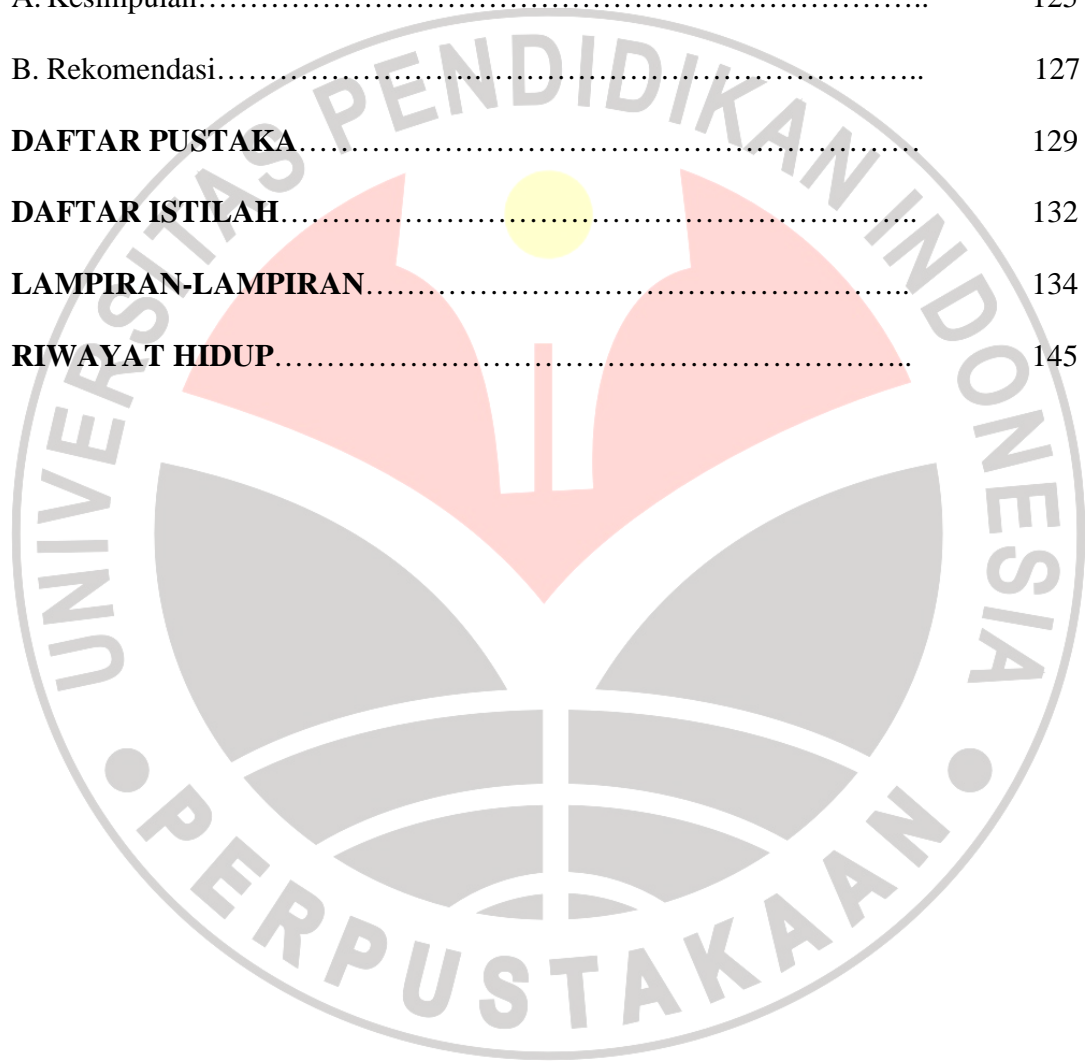 B. Rekomendasi…………………………………………………………………….. 127
DAFTAR PUSTAKA……………………………………………………………… 129
DAFTAR ISTILAH……………………………………………………………….. 132
LAMPIRAN-LAMPIRAN…………………………………………………….. 134
RIWAYAT HIDUP……………………………………………………………….. 145
UNIVERSITAS PENDIDIKAN INDONESIA
PERPUSTAKAAN